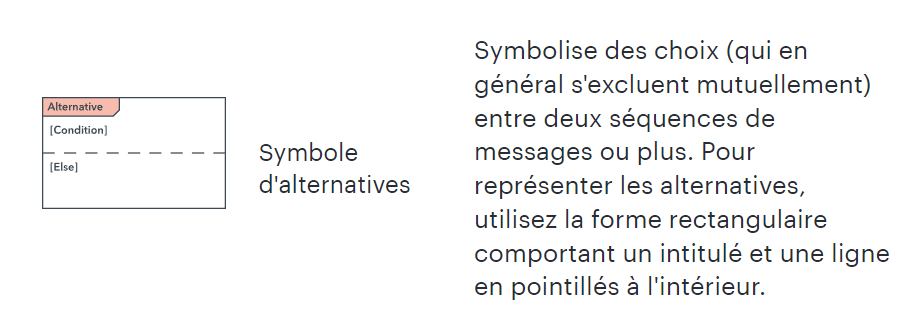 Alternative
[Condition]
[Else]
Symbole
d'alternatives
Symbolise des choix (qui en
général s'excluent mutuellement)
entre deux séquences de
messages ou plus. Pour
représenter les alternatives,
utilisez la forme rectangulaire
comportant un intitulé et une ligne
en pointillés à l'intérieur.